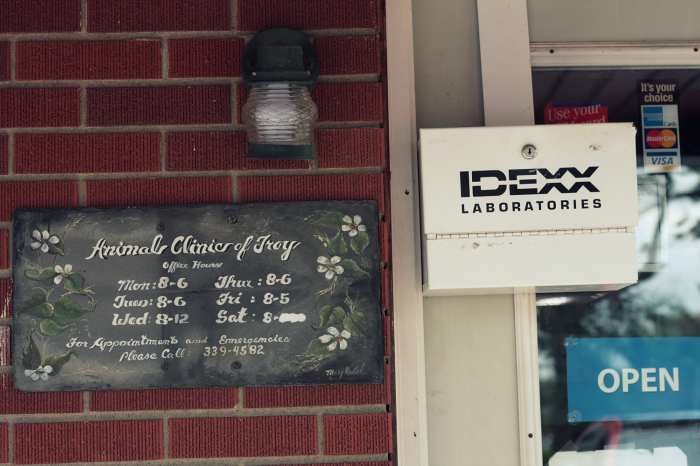 Animals Clinic of Troy
Office Hours
Mon: 8-6 Thur: 8-6
Tues: 8-6 Fri: 8-5
Wed: 8-12 Sat: 8-
For Appointments and Emergencies
Please Call: 339-4582
IDEXX
LABORATORIES
Use your
It's your
choice
MasterCard
VISA
OPEN